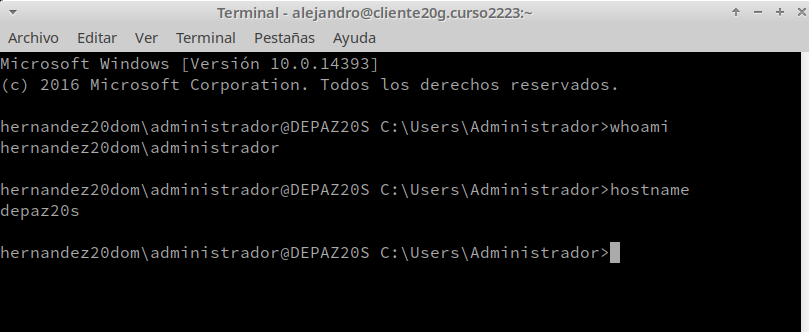 Terminal - alejandro@cliente20g.curso2223:~
Archivo Editar Ver Terminal Pestañas Ayuda
Microsoft Windows [Versión 10.0.14393]
(c) 2016 Microsoft Corporation. Todos los derechos reservados.
hernandez20dom\administrador@DEPAZ20S C:\Users\Administrador>whoami
hernandez20dom\administrador
hernandez20dom\administrador@DEPAZ20S C:\Users\Administrador>hostname
depaz20s
hernandez20dom\administrador@DEPAZ20S C:\Users\Administrador>